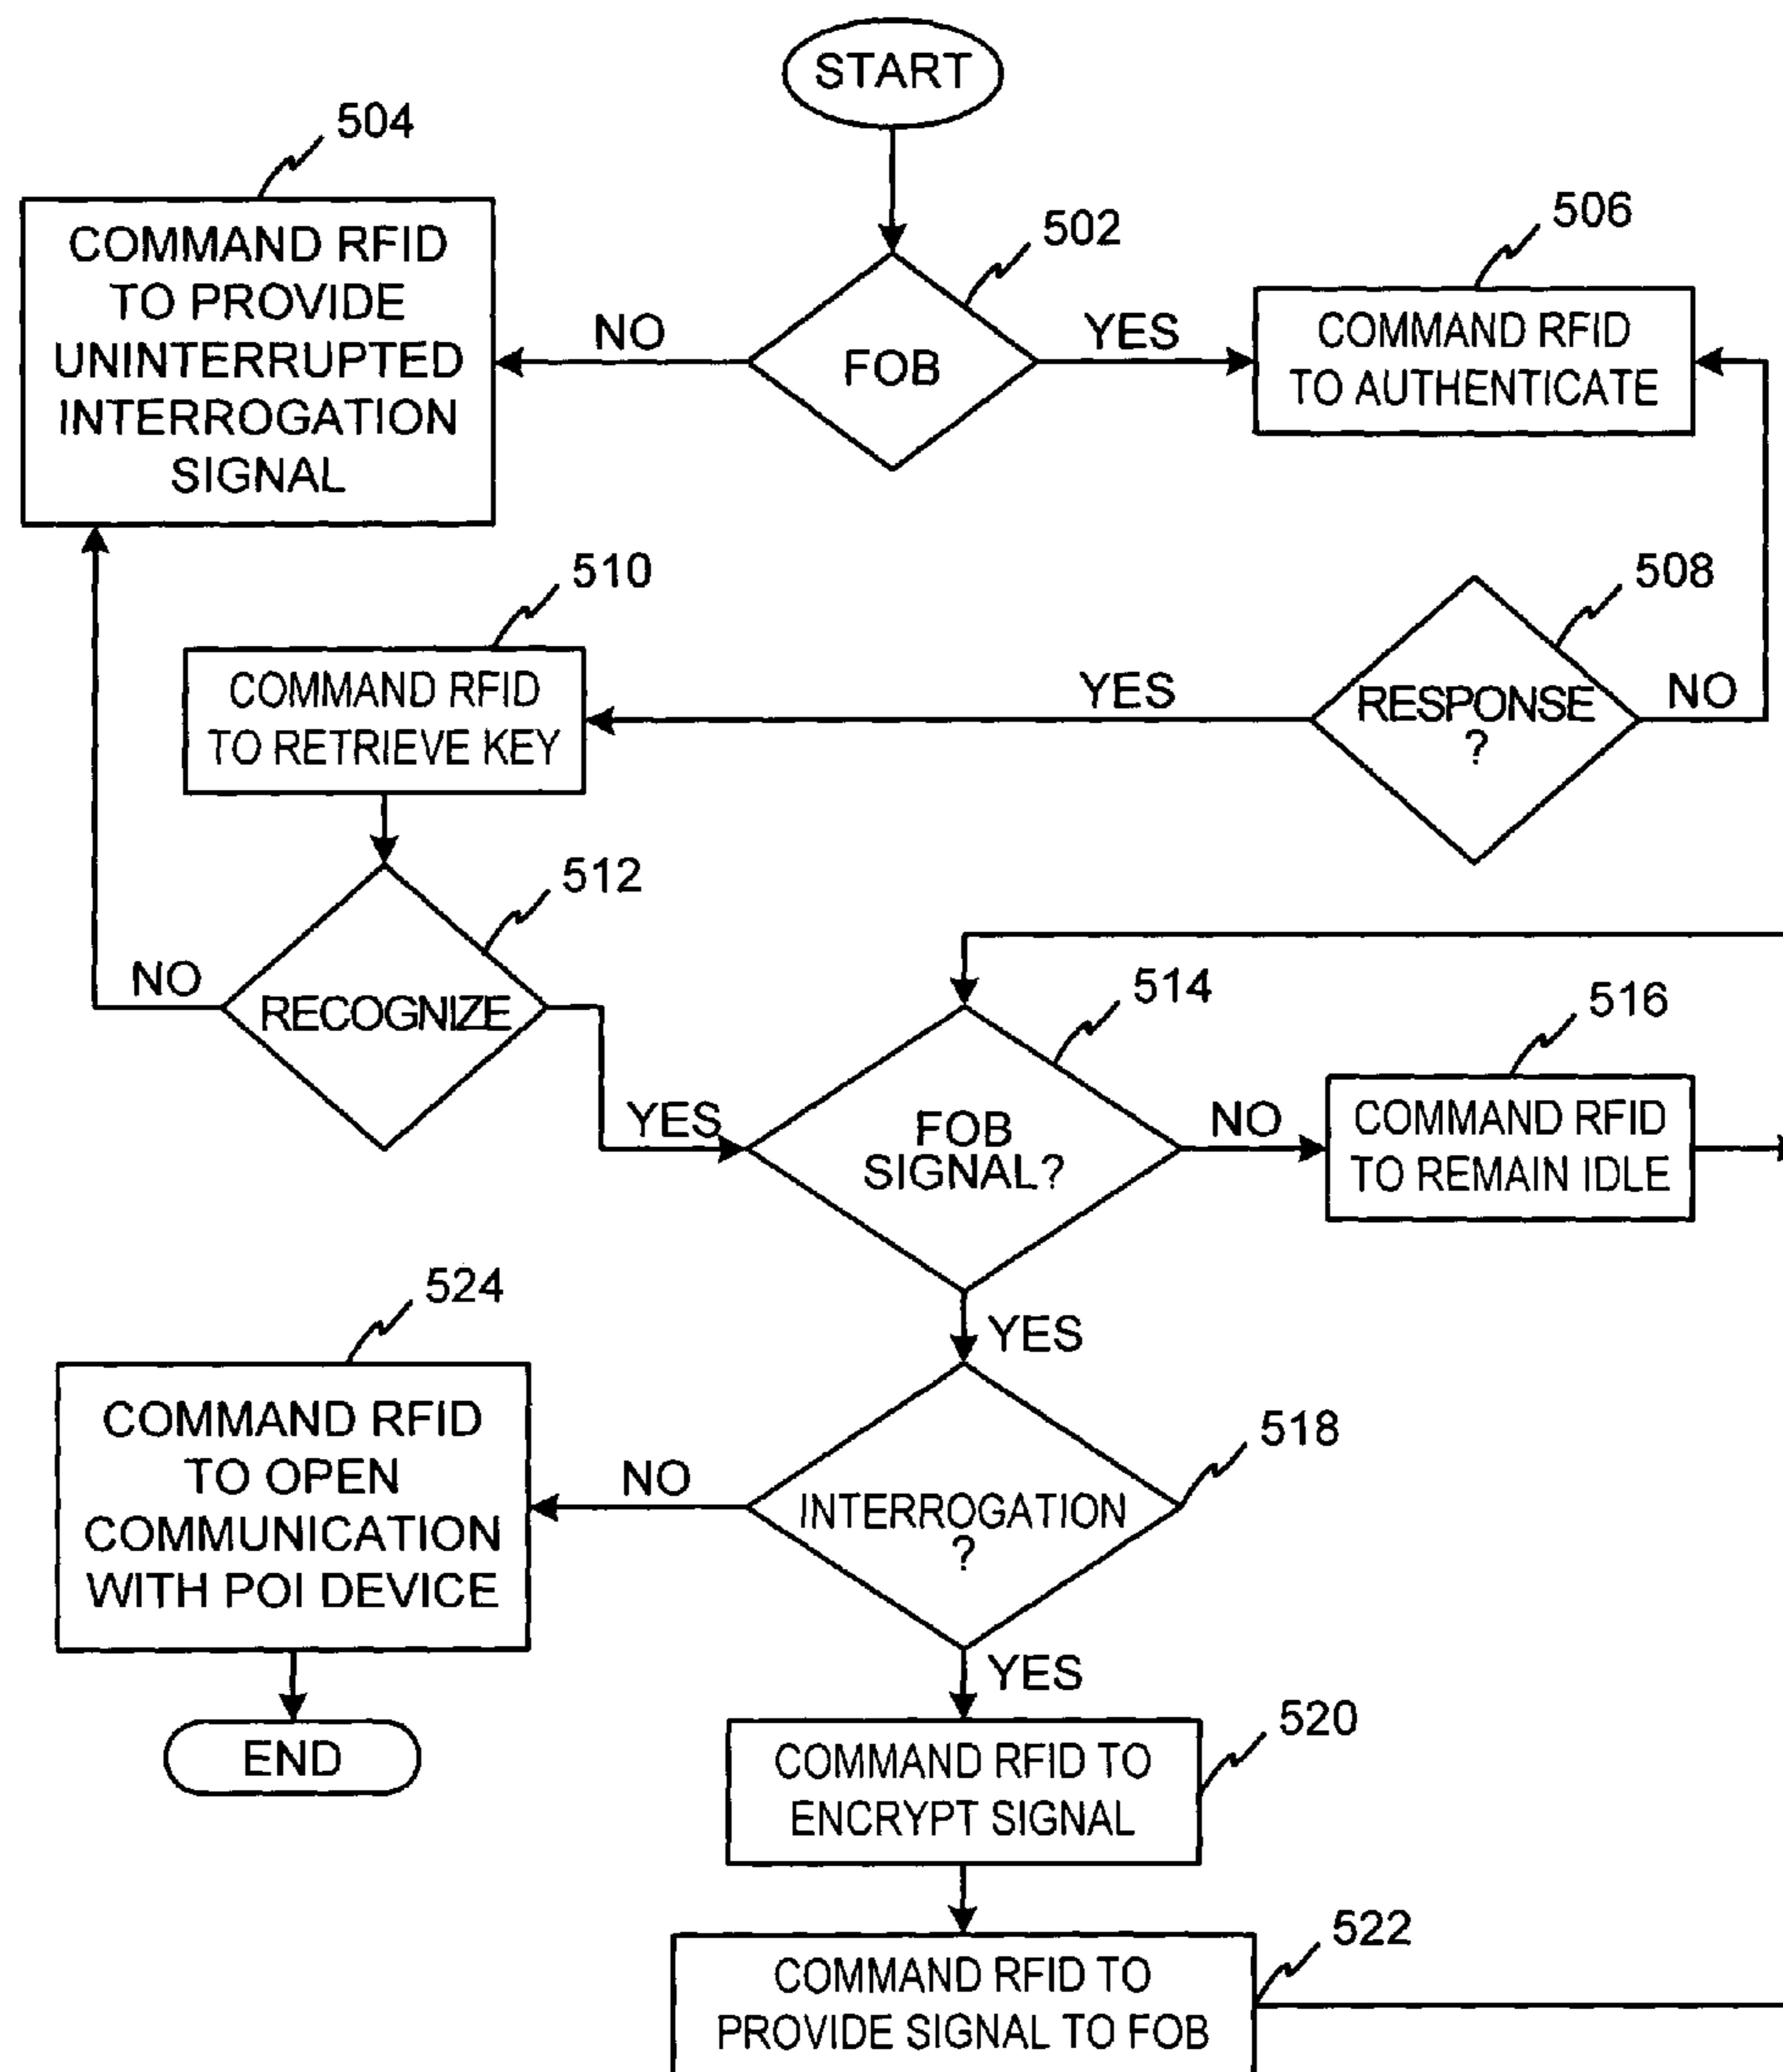 START
504
COMMAND RFID
TO PROVIDE
UNINTERRUPTED
INTERROGATION
SIGNAL
NO
502
FOB
YES
506
COMMAND RFID
TO AUTHENTICATE
510
COMMAND RFID
TO RETRIEVE KEY
YES
508
RESPONSE
?
NO
512
NO
RECOGNIZE
YES
514
FOB
SIGNAL?
NO
516
COMMAND RFID
TO REMAIN IDLE
YES
524
COMMAND RFID
TO OPEN
COMMUNICATION
WITH POI DEVICE
NO
518
INTERROGATION
?
YES
END
520
COMMAND RFID TO
ENCRYPT SIGNAL
522
COMMAND RFID TO
PROVIDE SIGNAL TO FOB